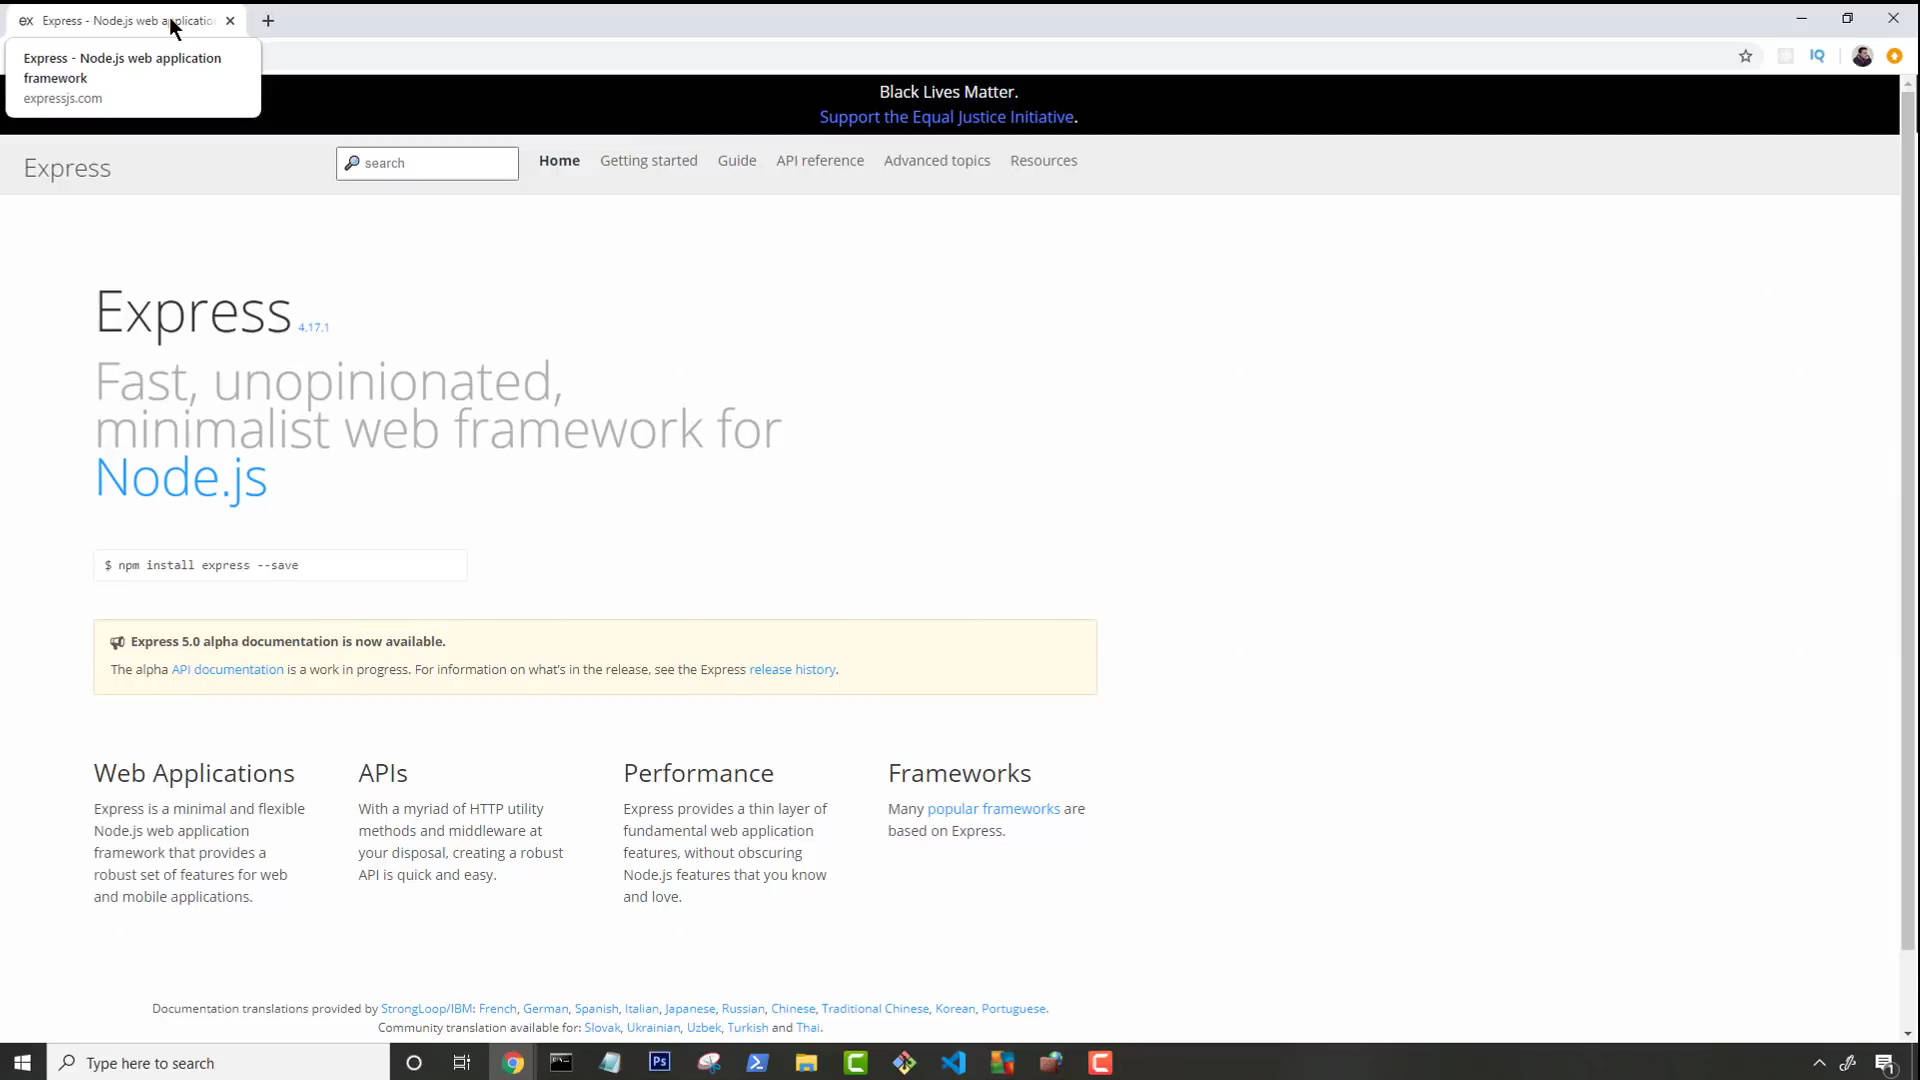 Express - Node.js web applicatio
Express - Node.js web application
framework
expressjs.com
IQ
Black Lives Matter.
Support the Equal Justice Initiative.
Express
search
Home
Getting started
Guide
API reference
Advanced topics
Resources
Express 4.17.1
Fast, unopinionated,
minimalist web framework for
Node.js
$ npm install express --save
Express 5.0 alpha documentation is now available.
The alpha API documentation is a work in progress. For information on what's in the release, see the Express release history.
Web Applications
Express is a minimal and flexible
Node.js web application
framework that provides a
robust set of features for web
and mobile applications.
APIs
With a myriad of HTTP utility
methods and middleware at
your disposal, creating a robust
API is quick and easy.
Performance
Express provides a thin layer of
fundamental web application
features, without obscuring
Node.js features that you know
and love.
Frameworks
Many popular frameworks are
based on Express.
Documentation translations provided by StrongLoop/IBM: French, German, Spanish, Italian, Japanese, Russian, Chinese, Traditional Chinese, Korean, Portuguese.
Community translation available for: Slovak, Ukrainian, Uzbek, Turkish and Thai.
Type here to search
Ps
1